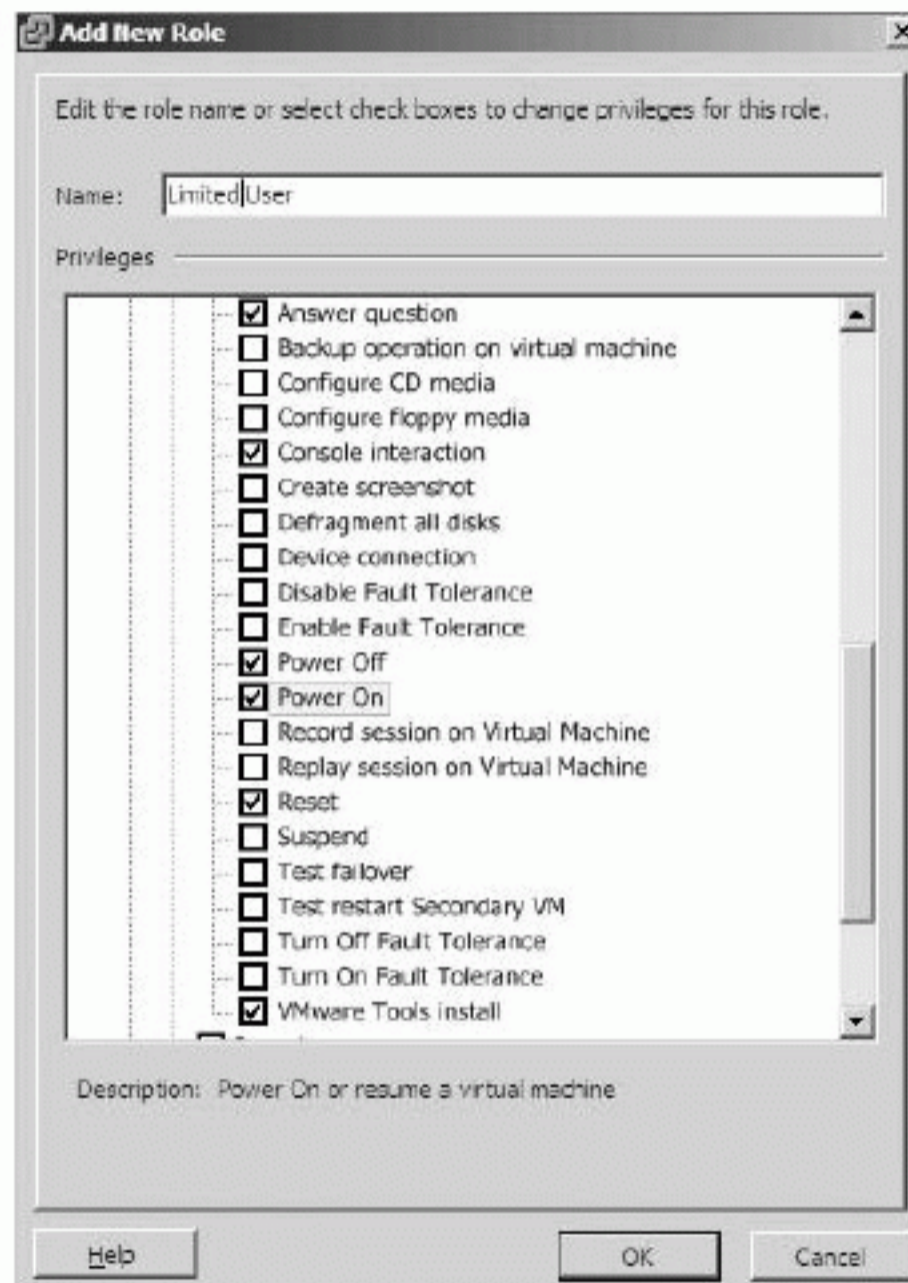 Add New Role
Edit the role name or select check boxes to change privileges for this role.
Name: Limited User
Privileges
Answer question
Backup operation on virtual machine
Configure CD media
Configure floppy media
Console interaction
Create screenshot
Defragment all disks
Device connection
Disable Fault Tolerance
Enable Fault Tolerance
Power Off
Power On
Record session on Virtual Machine
Replay session on Virtual Machine
Reset
Suspend
Test failover
Test restart Secondary VM
Turn Off Fault Tolerance
Turn On Fault Tolerance
VMware Tools install
Description: Power On or resume a virtual machine
Help OK Cancel